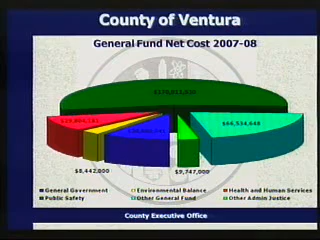 County of Ventura
General Fund Net Cost 2007-08
$66,534,648
$8,442,000
$9,747,000
General Government
Environmental Balance
Health and Human Services
Public Safety
Other General Fund
Other Admin Justice
County Executive Office